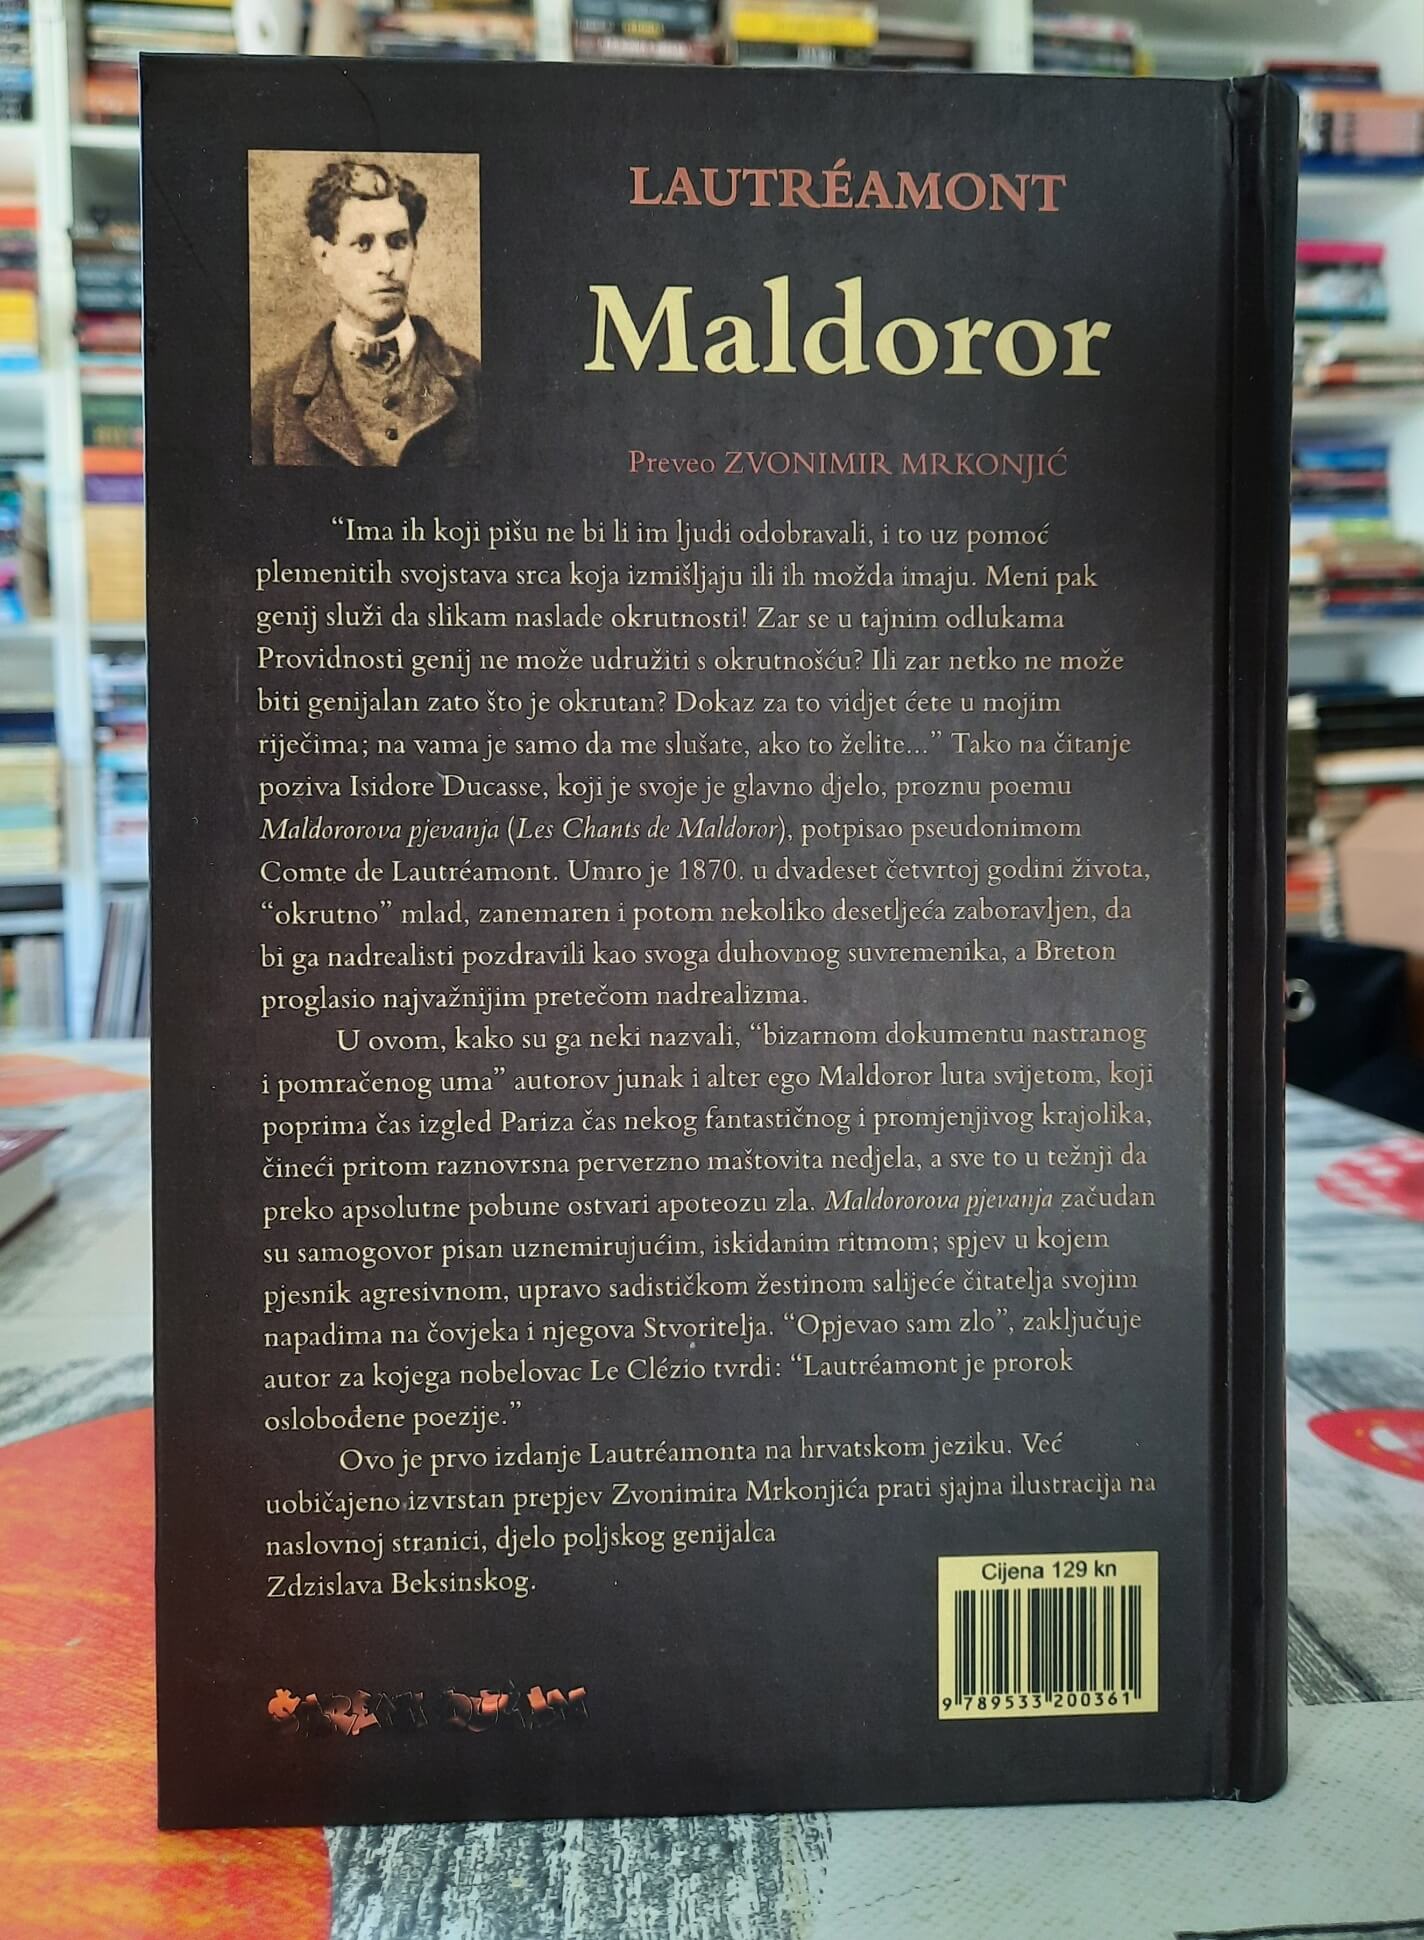 LAUTRÉAMONT
Maldoror
Preveo ZVONIMIR MRKONJIĆ
“Ima ih koji pišu ne bi li im ljudi odobravali, i to uz pomoć
plemenitih svojstava srca koja izmišljaju ili ih možda imaju. Meni pak
genij služi da slikam naslade okrutnosti! Zar se u tajnim odlukama
Providnosti genij ne može udružiti s okrutnošću? Ili zar netko ne može
biti genijalan zato što je okrutan? Dokaz za to vidjet ćete u mojim
riječima; na vama je samo da me slušate, ako to želite...” Tako na čitanje
poziva Isidore Ducasse, koji je svoje je glavno djelo, proznu poemu
Maldororova pjevanja (Les Chants de Maldoror), potpisao pseudonimom
Comte de Lautréamont. Umro je 1870. u dvadeset četvrtoj godini života,
“okrutno” mlad, zanemaren i potom nekoliko desetljeća zaboravljen, da
bi ga nadrealisti pozdravili kao svoga duhovnog suvremenika, a Breton
proglasio najvažnijim pretečom nadrealizma.
U ovom, kako su ga neki nazvali, “bizarnom dokumentu nastranog
i pomračenog uma” autorov junak i alter ego Maldoror luta svijetom, koji
poprima čas izgled Pariza čas nekog fantastičnog i promjenjivog krajolika,
čineći pritom raznovrsna perverzno maštovita nedjela, a sve to u težnji da
preko apsolutne pobune ostvari apoteozu zla. Maldororova pjevanja začudan
su samogovor pisan uznemirujućim, iskidanim ritmom; spjev u kojem
pjesnik agresivnom, upravo sadističkom žestinom salijeće čitatelja svojim
napadima na čovjeka i njegova Stvoritelja. “Opjevao sam zlo”, zaključuje
autor za kojega nobelovac Le Clézio tvrdi: “Lautréamont je prorok
oslobođene poezije.”
Ovo je prvo izdanje Lautréamonta na hrvatskom jeziku. Već
uobičajeno izvrstan prepjev Zvonimira Mrkonjića prati sjajna ilustracija na
naslovnoj stranici, djelo poljskog genijalca
Zdzislava Beksinskog.
Cijena 129 kn
9 789533 200361
ŠARENI DUĆAN